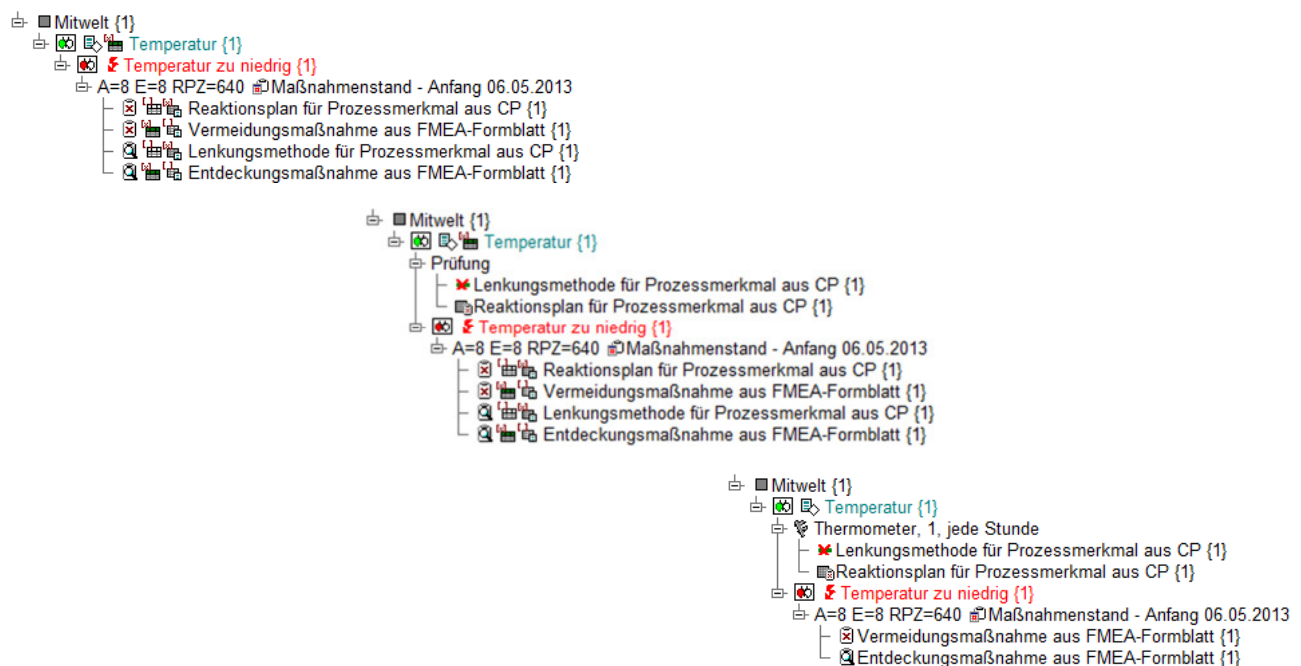 Mitwelt {1}
Temperatur {1}
Temperatur zu niedrig {1}
A=8 E=8 RPZ=640 Maßnahmenstand - Anfang 06.05.2013
Reaktionsplan für Prozessmerkmal aus CP {1}
Vermeidungsmaßnahme aus FMEA-Formblatt {1}
Lenkungsmethode für Prozessmerkmal aus CP {1}
Entdeckungsmaßnahme aus FMEA-Formblatt {1}
Mitwelt {1}
Temperatur {1}
Prüfung
Lenkungsmethode für Prozessmerkmal aus CP {1}
Reaktionsplan für Prozessmerkmal aus CP {1}
Temperatur zu niedrig {1}
A=8 E=8 RPZ=640 Maßnahmenstand - Anfang 06.05.2013
Reaktionsplan für Prozessmerkmal aus CP {1}
Vermeidungsmaßnahme aus FMEA-Formblatt {1}
Lenkungsmethode für Prozessmerkmal aus CP {1}
Entdeckungsmaßnahme aus FMEA-Formblatt {1}
Mitwelt {1}
Temperatur {1}
Thermometer, 1, jede Stunde
Lenkungsmethode für Prozessmerkmal aus CP {1}
Reaktionsplan für Prozessmerkmal aus CP {1}
Temperatur zu niedrig {1}
A=8 E=8 RPZ=640 Maßnahmenstand - Anfang 06.05.2013
Vermeidungsmaßnahme aus FMEA-Formblatt {1}
Entdeckungsmaßnahme aus FMEA-Formblatt {1}